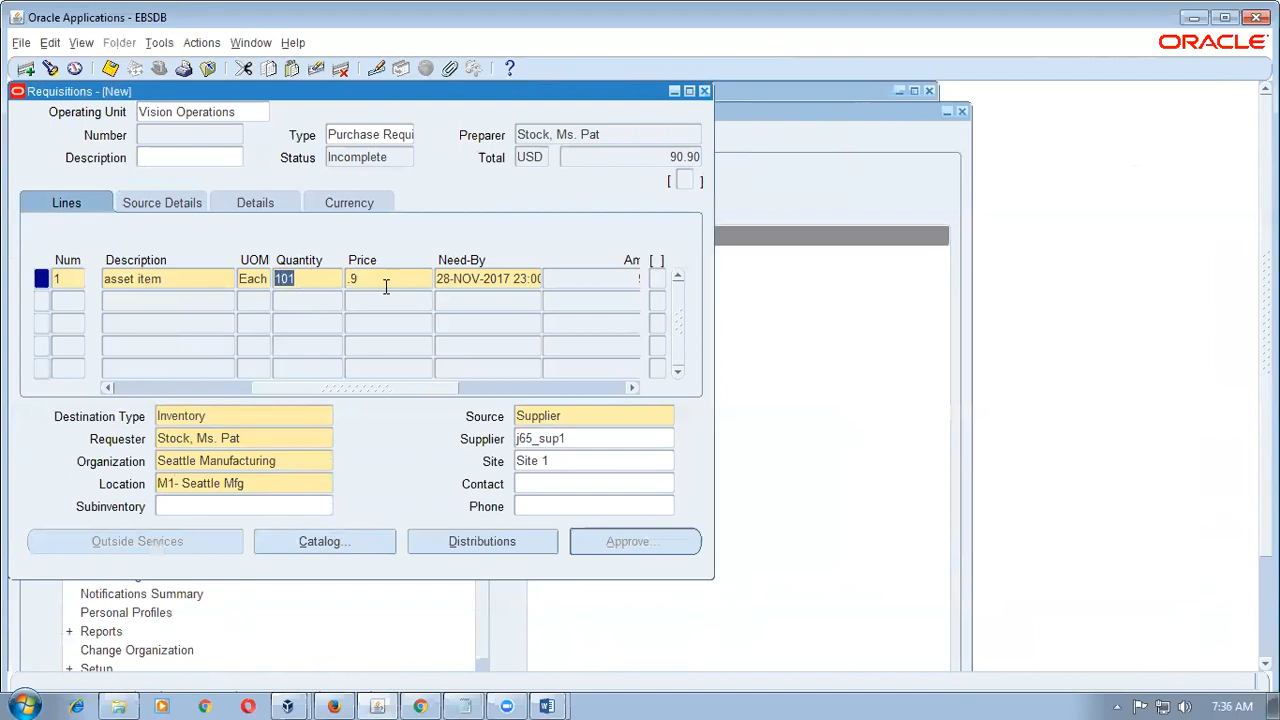 Oracle Applications - EBSDB
File Edit View Folder Tools Actions Window Help
ORACLE
Requisitions - [New]
Operating Unit Vision Operations
Number Type Purchase Requi Preparer Stock, Ms. Pat
Description Status Incomplete Total USD 90.90
[ ]
Lines Source Details Details Currency
Num Description UOM Quantity Price Need-By Am [ ]
1 asset item Each 101 .9 28-NOV-2017 23:00
Destination Type Inventory Source Supplier
Requester Stock, Ms. Pat Supplier j65_sup1
Organization Seattle Manufacturing Site Site 1
Location M1- Seattle Mfg Contact
Subinventory Phone
Outside Services Catalog... Distributions Approve...
Notifications Summary
Personal Profiles
+ Reports
Change Organization
+ Setup
7:36 AM